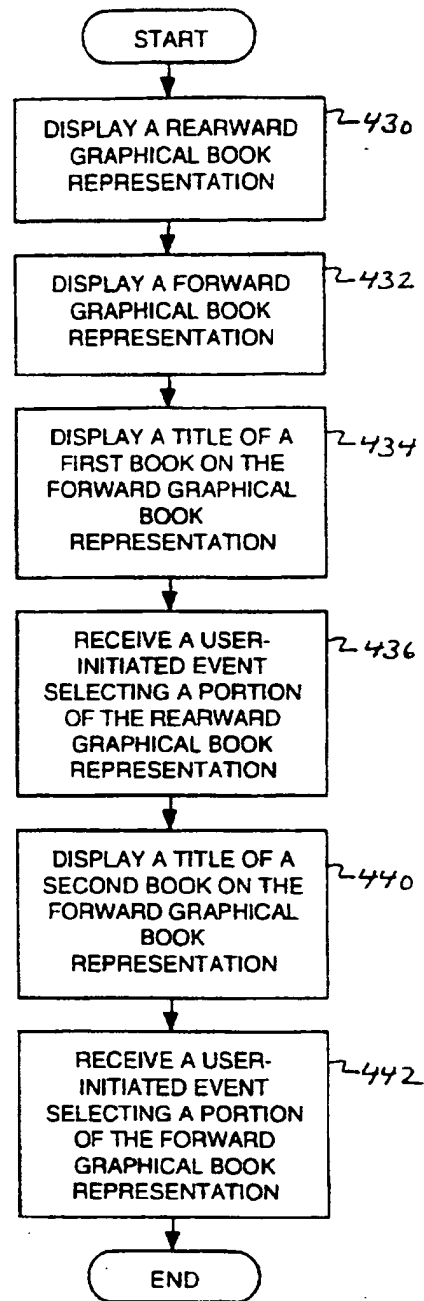 START
DISPLAY A REARWARD
GRAPHICAL BOOK
REPRESENTATION
430
DISPLAY A FORWARD
GRAPHICAL BOOK
REPRESENTATION
432
DISPLAY A TITLE OF A
FIRST BOOK ON THE
FORWARD GRAPHICAL
BOOK
REPRESENTATION
434
RECEIVE A USER-
INITIATED EVENT
SELECTING A PORTION
OF THE REARWARD
GRAPHICAL BOOK
REPRESENTATION
436
DISPLAY A TITLE OF A
SECOND BOOK ON THE
FORWARD GRAPHICAL
BOOK
REPRESENTATION
440
RECEIVE A USER-
INITIATED EVENT
SELECTING A PORTION
OF THE FORWARD
GRAPHICAL BOOK
REPRESENTATION
442
END